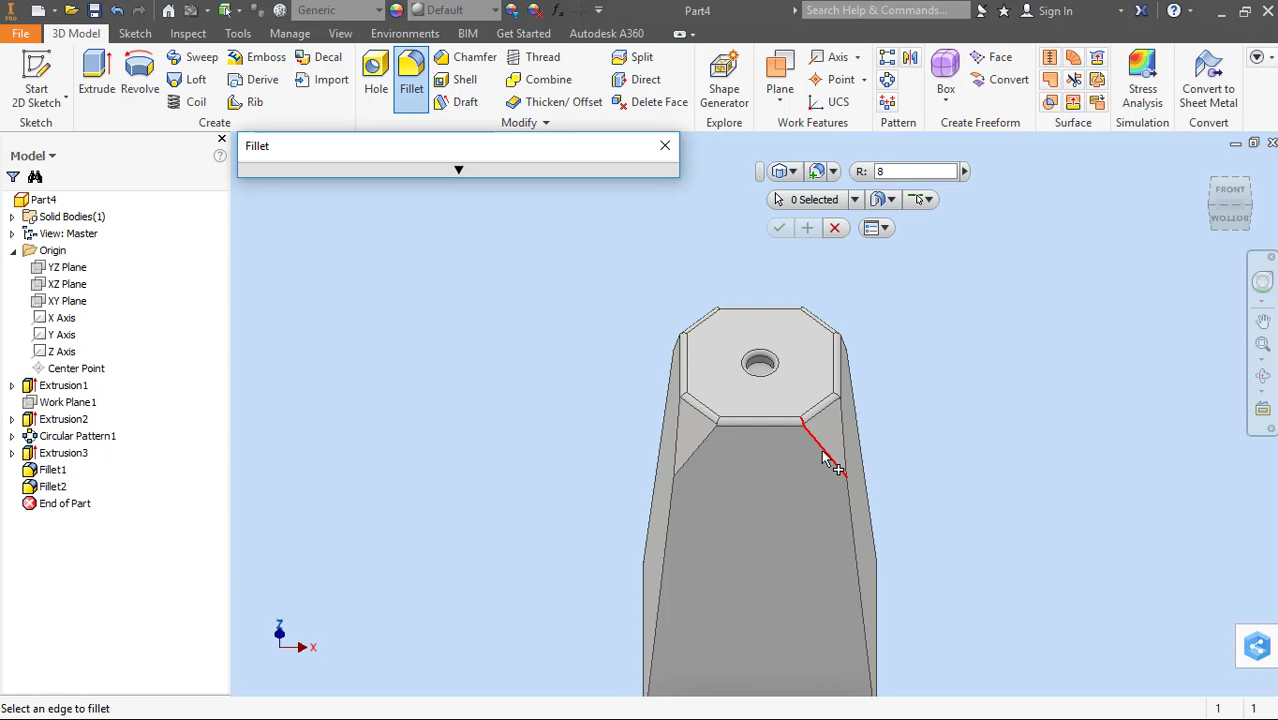 PRO
Generic
Default
fx
Part4
Search Help & Commands...
Sign In
?
File
3D Model
Sketch
Inspect
Tools
Manage
View
Environments
BIM
Get Started
Autodesk A360
Start
2D Sketch
Extrude
Revolve
Sweep
Loft
Coil
Emboss
Derive
Rib
Decal
Import
Hole
Fillet
Chamfer
Shell
Draft
Thread
Combine
Thicken/ Offset
Split
Direct
Delete Face
Shape
Generator
Plane
Axis
Point
UCS
Box
Face
Convert
Stress
Analysis
Convert to
Sheet Metal
Sketch
Create
Modify
Explore
Work Features
Pattern
Create Freeform
Surface
Simulation
Convert
Model
?
Part4
Solid Bodies(1)
View: Master
Origin
YZ Plane
XZ Plane
XY Plane
X Axis
Y Axis
Z Axis
Center Point
Extrusion1
Work Plane1
Extrusion2
Circular Pattern1
Extrusion3
Fillet1
Fillet2
End of Part
Fillet
R: 8
0 Selected
FRONT
BOTTOM
Z
X
Select an edge to fillet
1
1